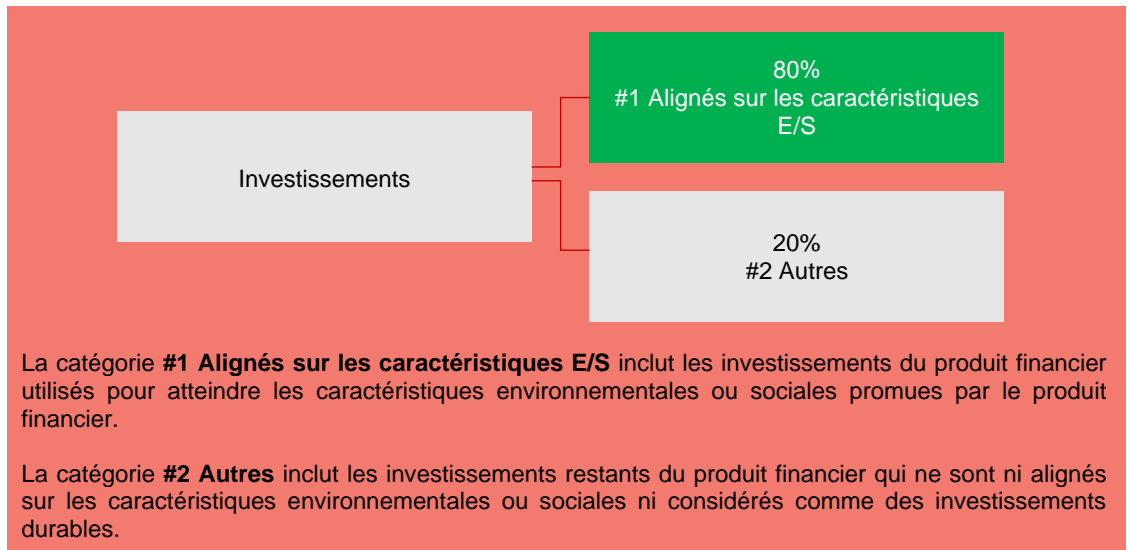 80%
#1 Alignés sur les caractéristiques
E/S
Investissements
20%
#2 Autres
La catégorie #1 Alignés sur les caractéristiques E/S inclut les investissements du produit financier
utilisés pour atteindre les caractéristiques environnementales ou sociales promues par le produit
financier.
La catégorie #2 Autres inclut les investissements restants du produit financier qui ne sont ni alignés
sur les caractéristiques environnementales ou sociales ni considérés comme des investissements
durables.